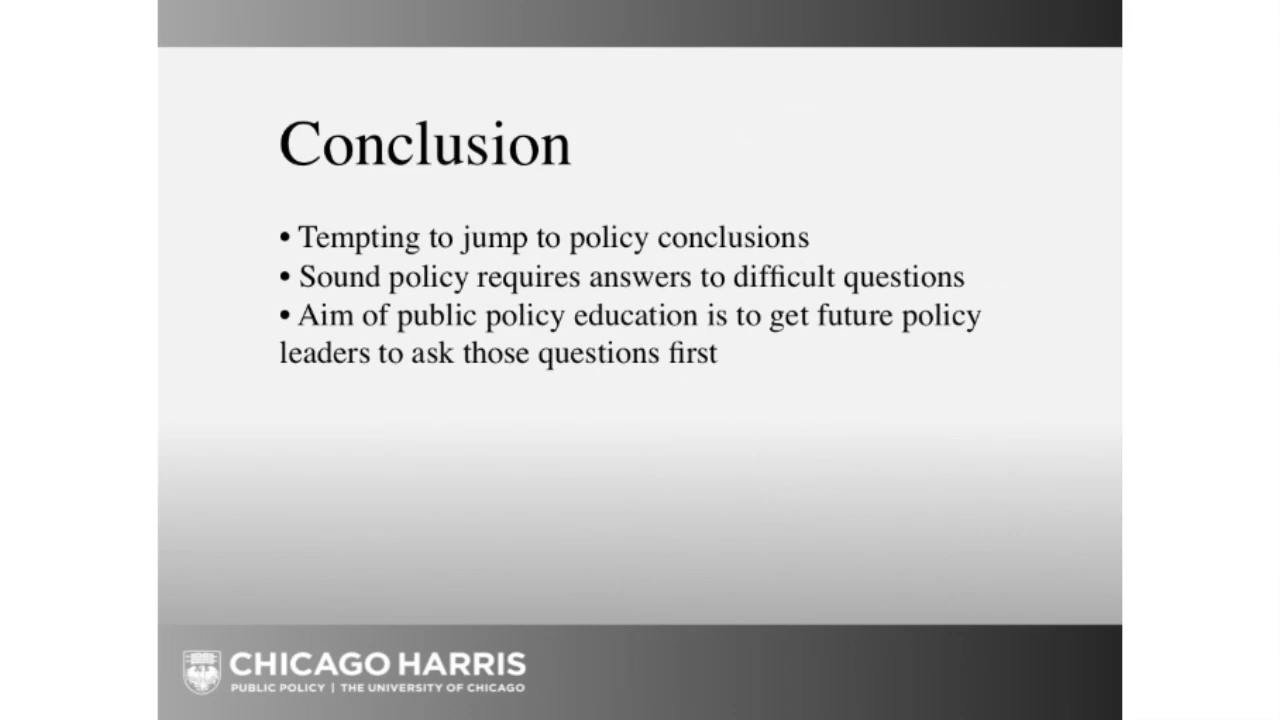 Conclusion
• Tempting to jump to policy conclusions
• Sound policy requires answers to difficult questions
• Aim of public policy education is to get future policy
leaders to ask those questions first
CHICAGO HARRIS
PUBLIC POLICY | THE UNIVERSITY OF CHICAGO